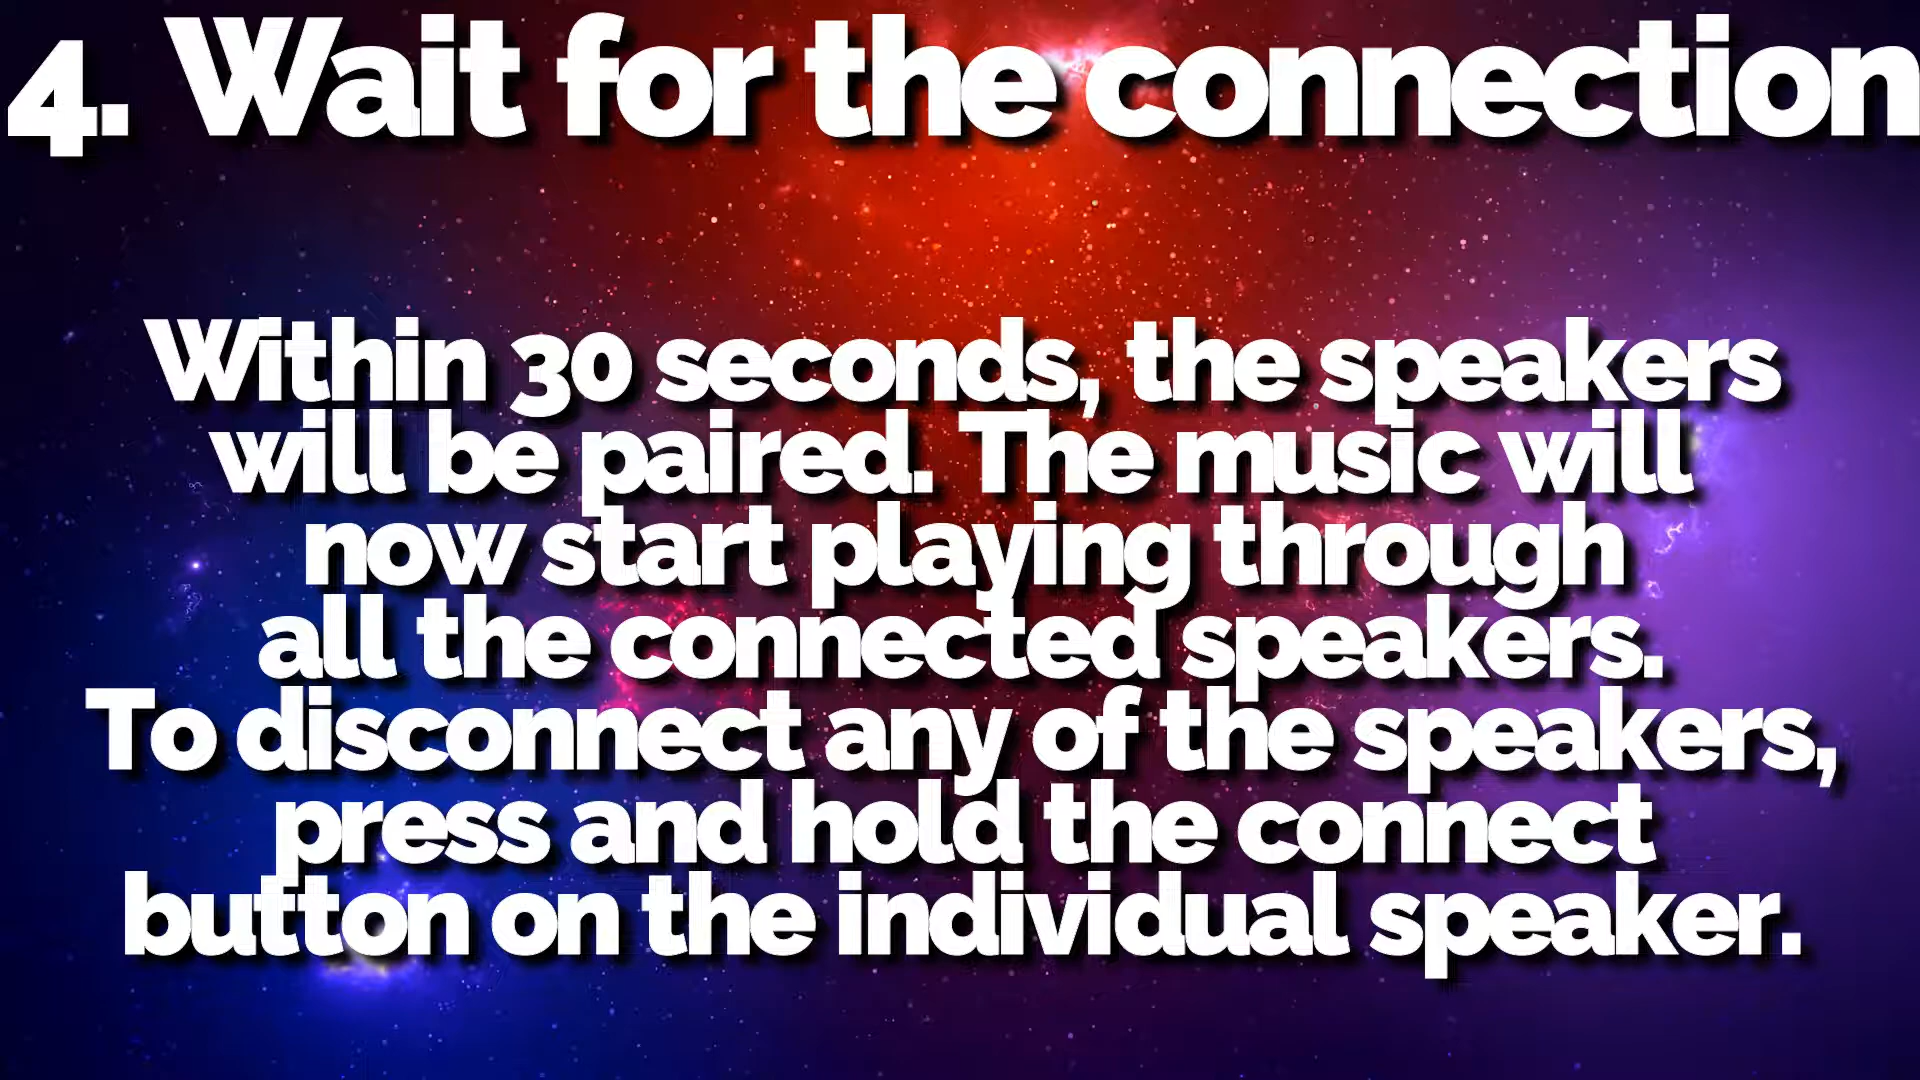 4. Wait for the connection
Within 30 seconds, the speakers
will be paired. The music will
now start playing through
all the connected speakers.
To disconnect any of the speakers,
press and hold the connect
button on the individual speaker.